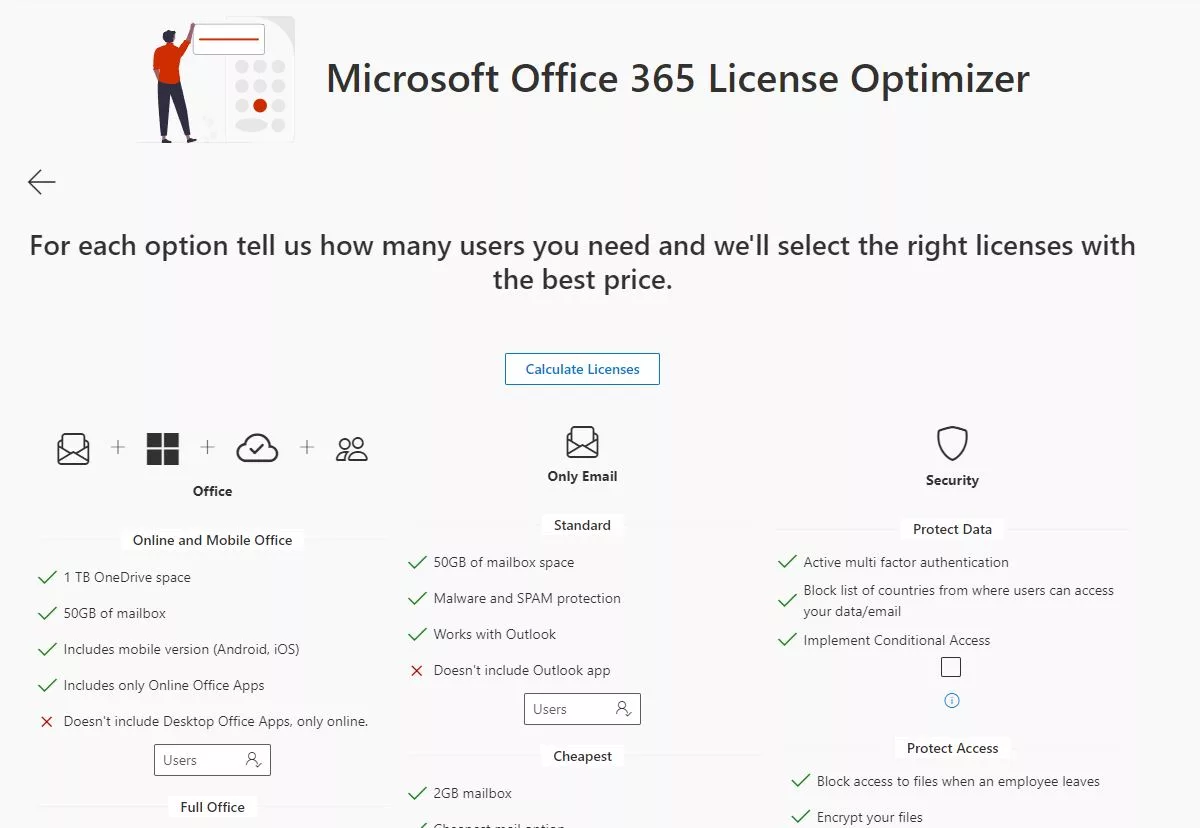 Microsoft Office 365 License Optimizer
For each option tell us how many users you need and we'll select the right licenses with
the best price.
Calculate Licenses
Office
Online and Mobile Office
1 TB OneDrive space
50GB of mailbox
Includes mobile version (Android, iOS)
Includes only Online Office Apps
Doesn't include Desktop Office Apps, only online.
Users
Full Office
Only Email
Standard
50GB of mailbox space
Malware and SPAM protection
Works with Outlook
Doesn't include Outlook app
Users
Cheapest
2GB mailbox
Cheapest mail option
Security
Protect Data
Active multi factor authentication
Block list of countries from where users can access
your data/email
Implement Conditional Access
Protect Access
Block access to files when an employee leaves
Encrypt your files